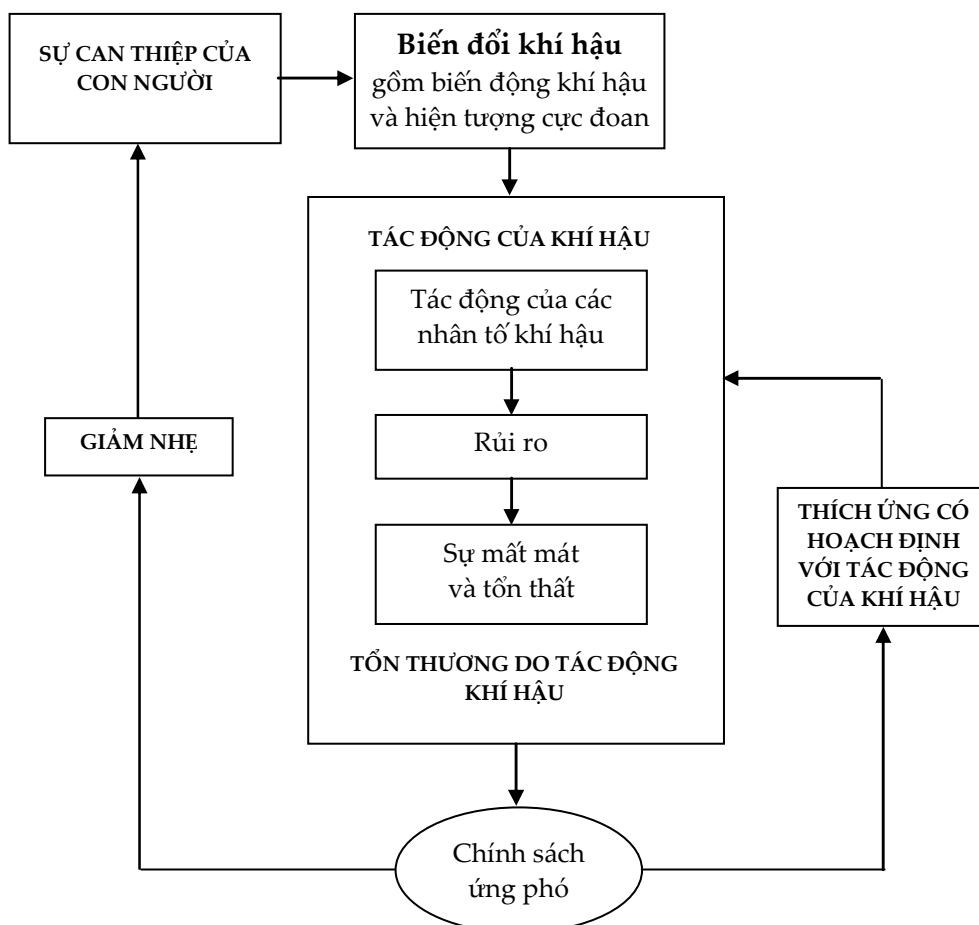 SỰ CAN THIỆP CỦA
CON NGƯỜI
Biến đổi khí hậu
gồm biến động khí hậu
và hiện tượng cực đoan
TÁC ĐỘNG CỦA KHÍ HẬU
Tác động của các
nhân tố khí hậu
Rủi ro
Sự mất mát
và tổn thất
TỔN THƯƠNG DO TÁC ĐỘNG
KHÍ HẬU
GIẢM NHẸ
THÍCH ỨNG CÓ
HOẠCH ĐỊNH
VỚI TÁC ĐỘNG
CỦA KHÍ HẬU
Chính sách
ứng phó